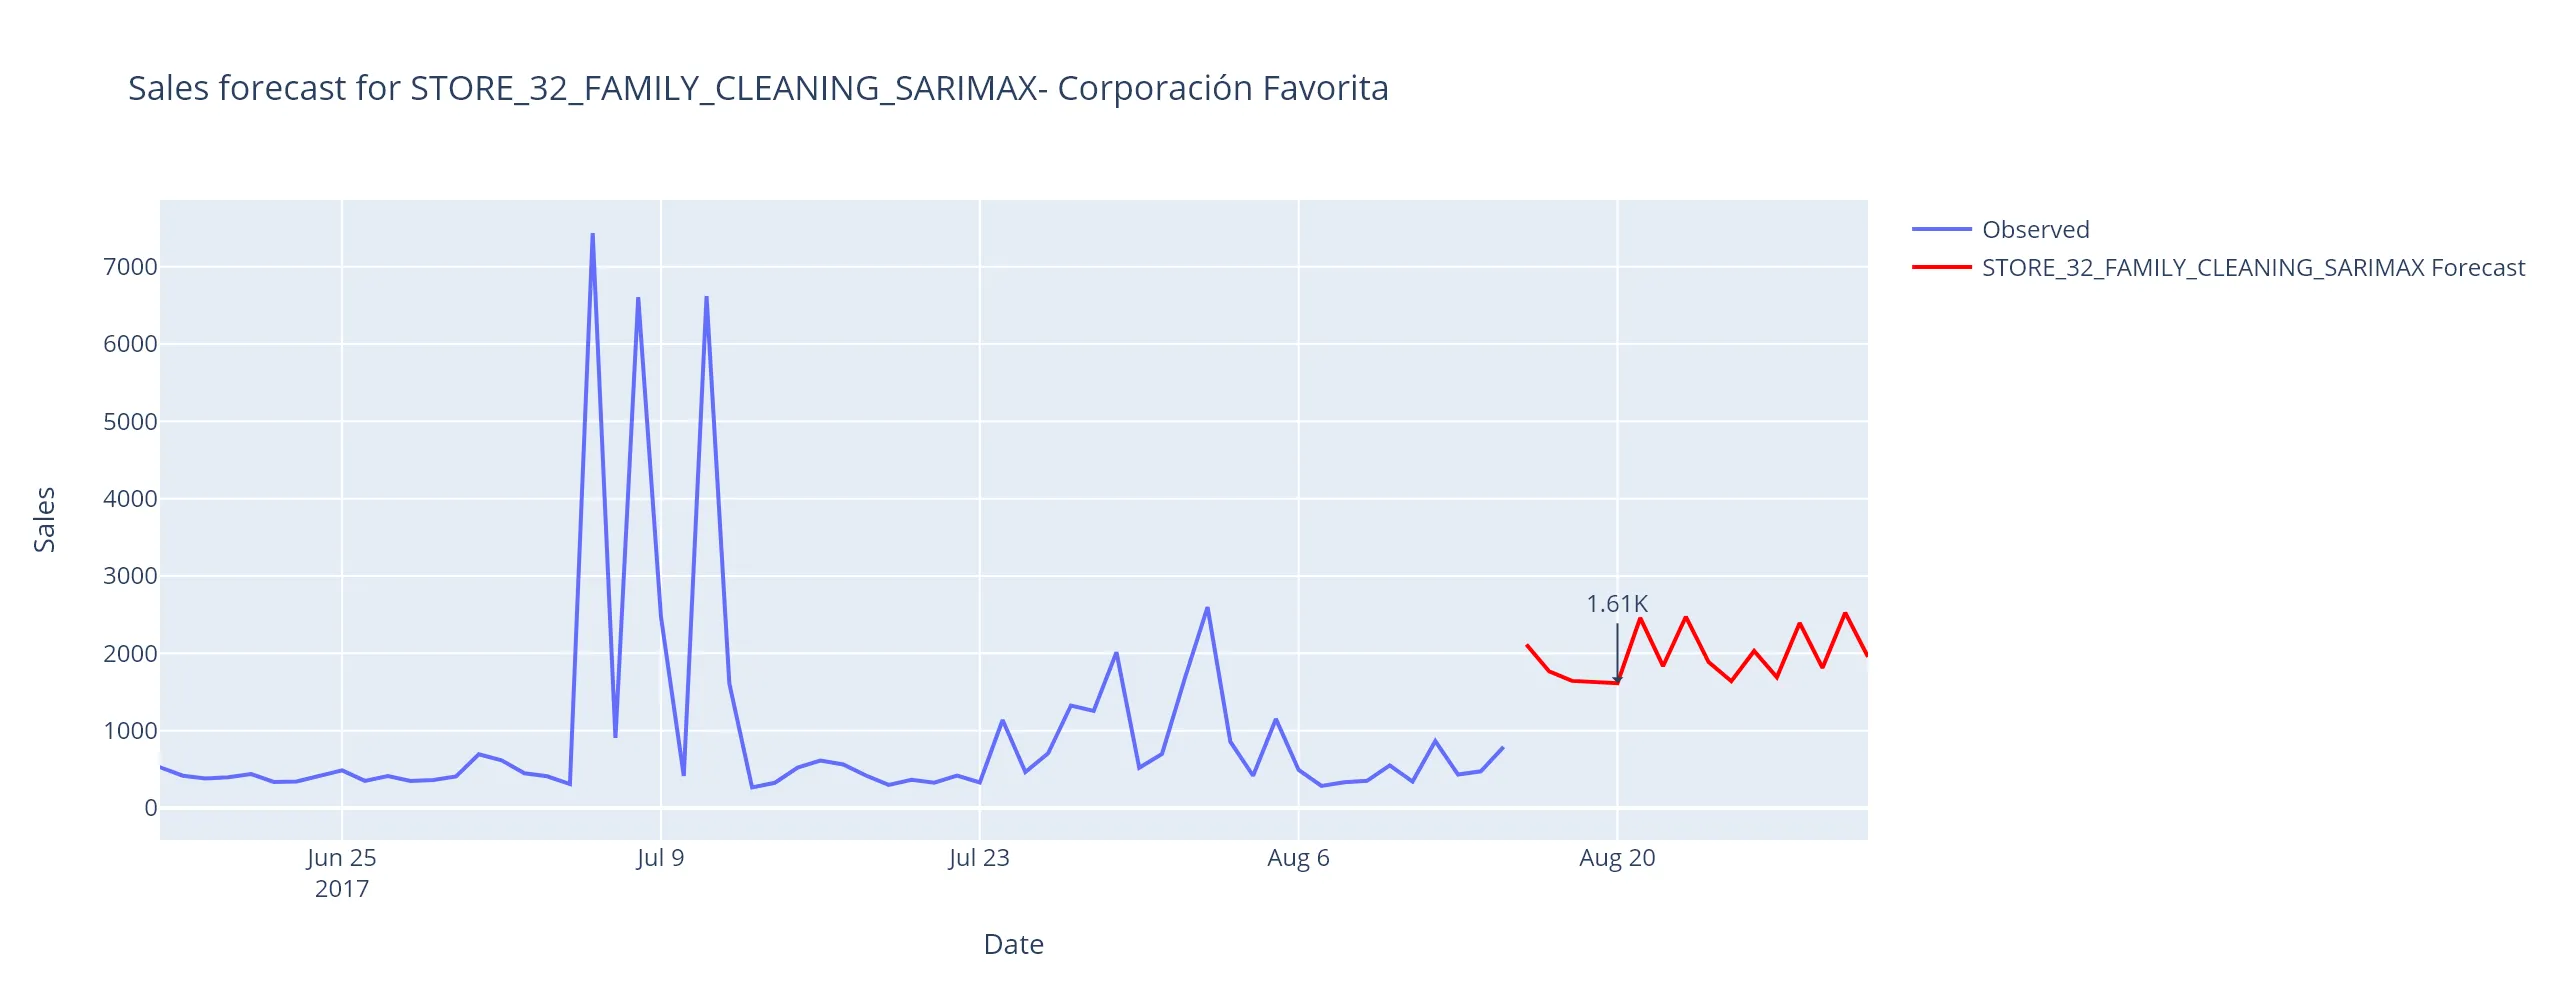 Sales forecast for STORE_32_FAMILY_CLEANING_SARIMAX- Corporación Favorita
Observed
STORE_32_FAMILY_CLEANING_SARIMAX Forecast
7000
6000
5000
4000
3000
2000
1000
0
Sales
1.61K
Jun 25
2017
Jul 9
Jul 23
Aug 6
Aug 20
Date